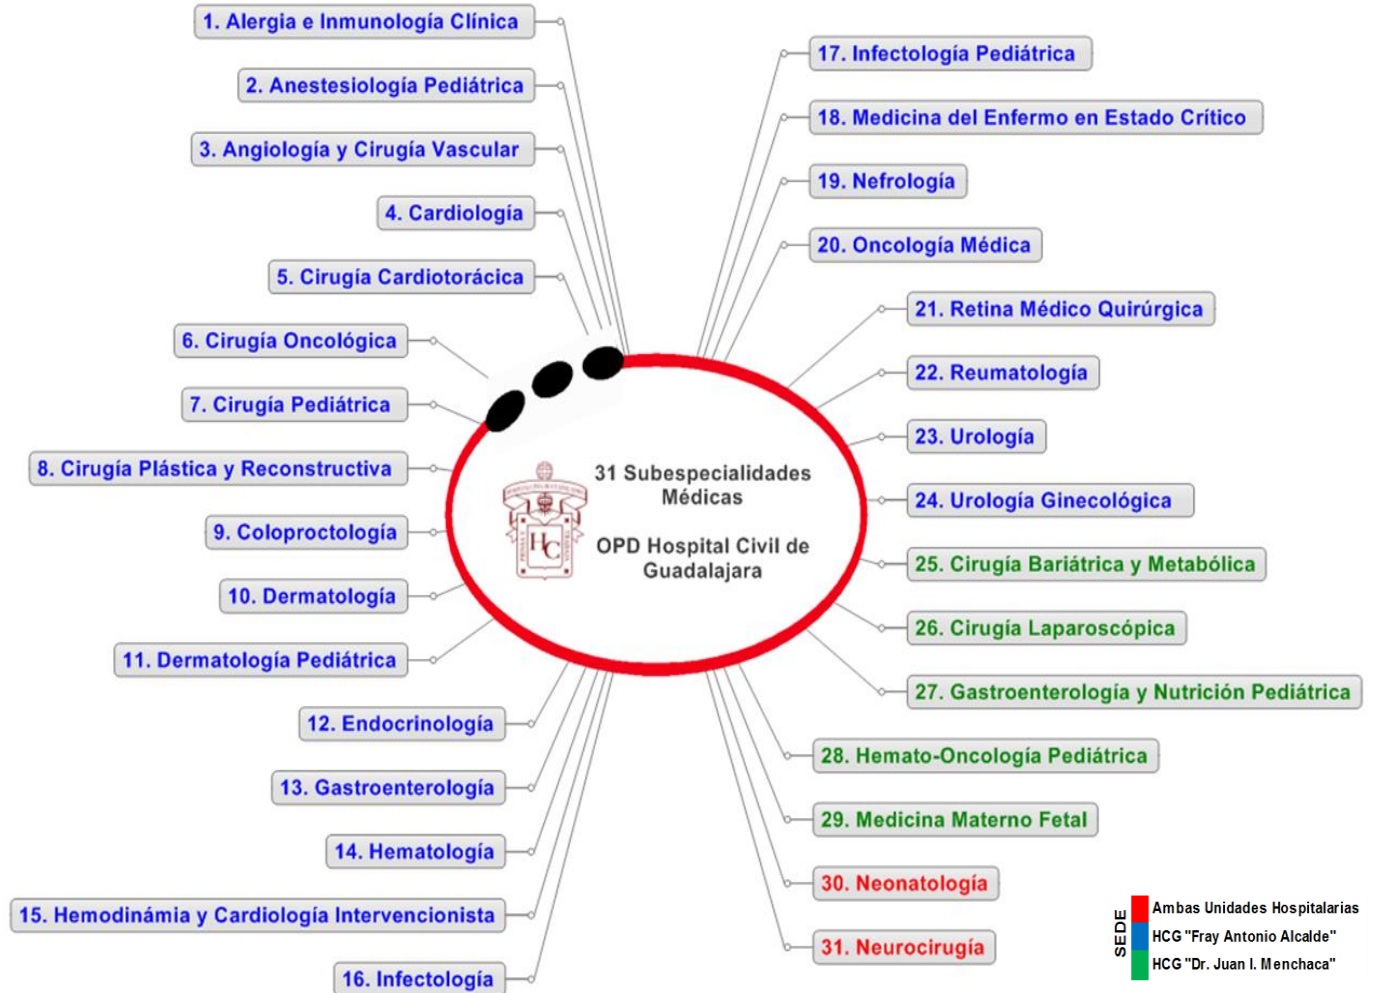 1. Alergia e Inmunología Clínica
2. Anestesiología Pediátrica
3. Angiología y Cirugía Vascular
4. Cardiología
5. Cirugía Cardiotorácica
6. Cirugía Oncológica
7. Cirugía Pediátrica
8. Cirugía Plástica y Reconstructiva
9. Coloproctología
10. Dermatología
11. Dermatología Pediátrica
12. Endocrinología
13. Gastroenterología
14. Hematología
15. Hemodinámia y Cardiología Intervencionista
16. Infectología
17. Infectología Pediátrica
18. Medicina del Enfermo en Estado Crítico
19. Nefrología
20. Oncología Médica
21. Retina Médico Quirúrgica
22. Reumatología
23. Urología
24. Urología Ginecológica
25. Cirugía Bariátrica y Metabólica
26. Cirugía Laparoscópica
27. Gastroenterología y Nutrición Pediátrica
28. Hemato-Oncología Pediátrica
29. Medicina Materno Fetal
30. Neonatología
31. Neurocirugía
31 Subespecialidades
Médicas
OPD Hospital Civil de
Guadalajara
HC
SEDE
Ambas Unidades Hospitalarias
HCG "Fray Antonio Alcalde"
HCG "Dr. Juan I. Menchaca"